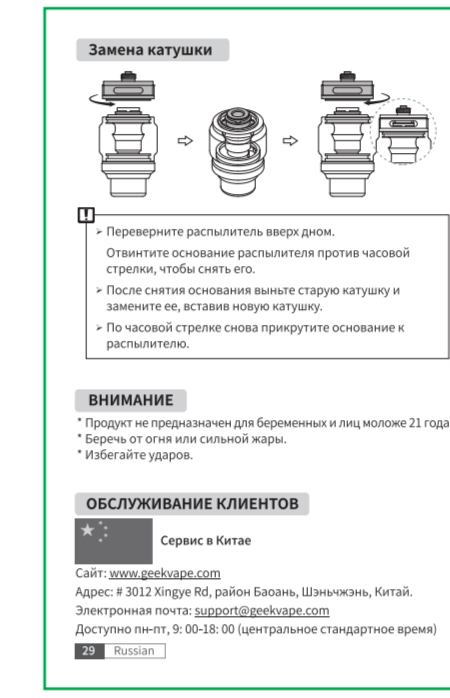 Замена катушки
!
➢ Переверните распылитель вверх дном.
Отвинтите основание распылителя против часовой
стрелки, чтобы снять его.
➢ После снятия основания выньте старую катушку и
замените ее, вставив новую катушку.
➢ По часовой стрелке снова прикрутите основание к
распылителю.
ВНИМАНИЕ
* Продукт не предназначен для беременных и лиц моложе 21 года
* Беречь от огня или сильной жары.
* Избегайте ударов.
ОБСЛУЖИВАНИЕ КЛИЕНТОВ
Сервис в Китае
Сайт: www.geekvape.com
Адрес: # 3012 Xingye Rd, район Баоань, Шэньчжэнь, Китай.
Электронная почта: support@geekvape.com
Доступно пн-пт, 9: 00-18: 00 (центральное стандартное время)
29 Russian